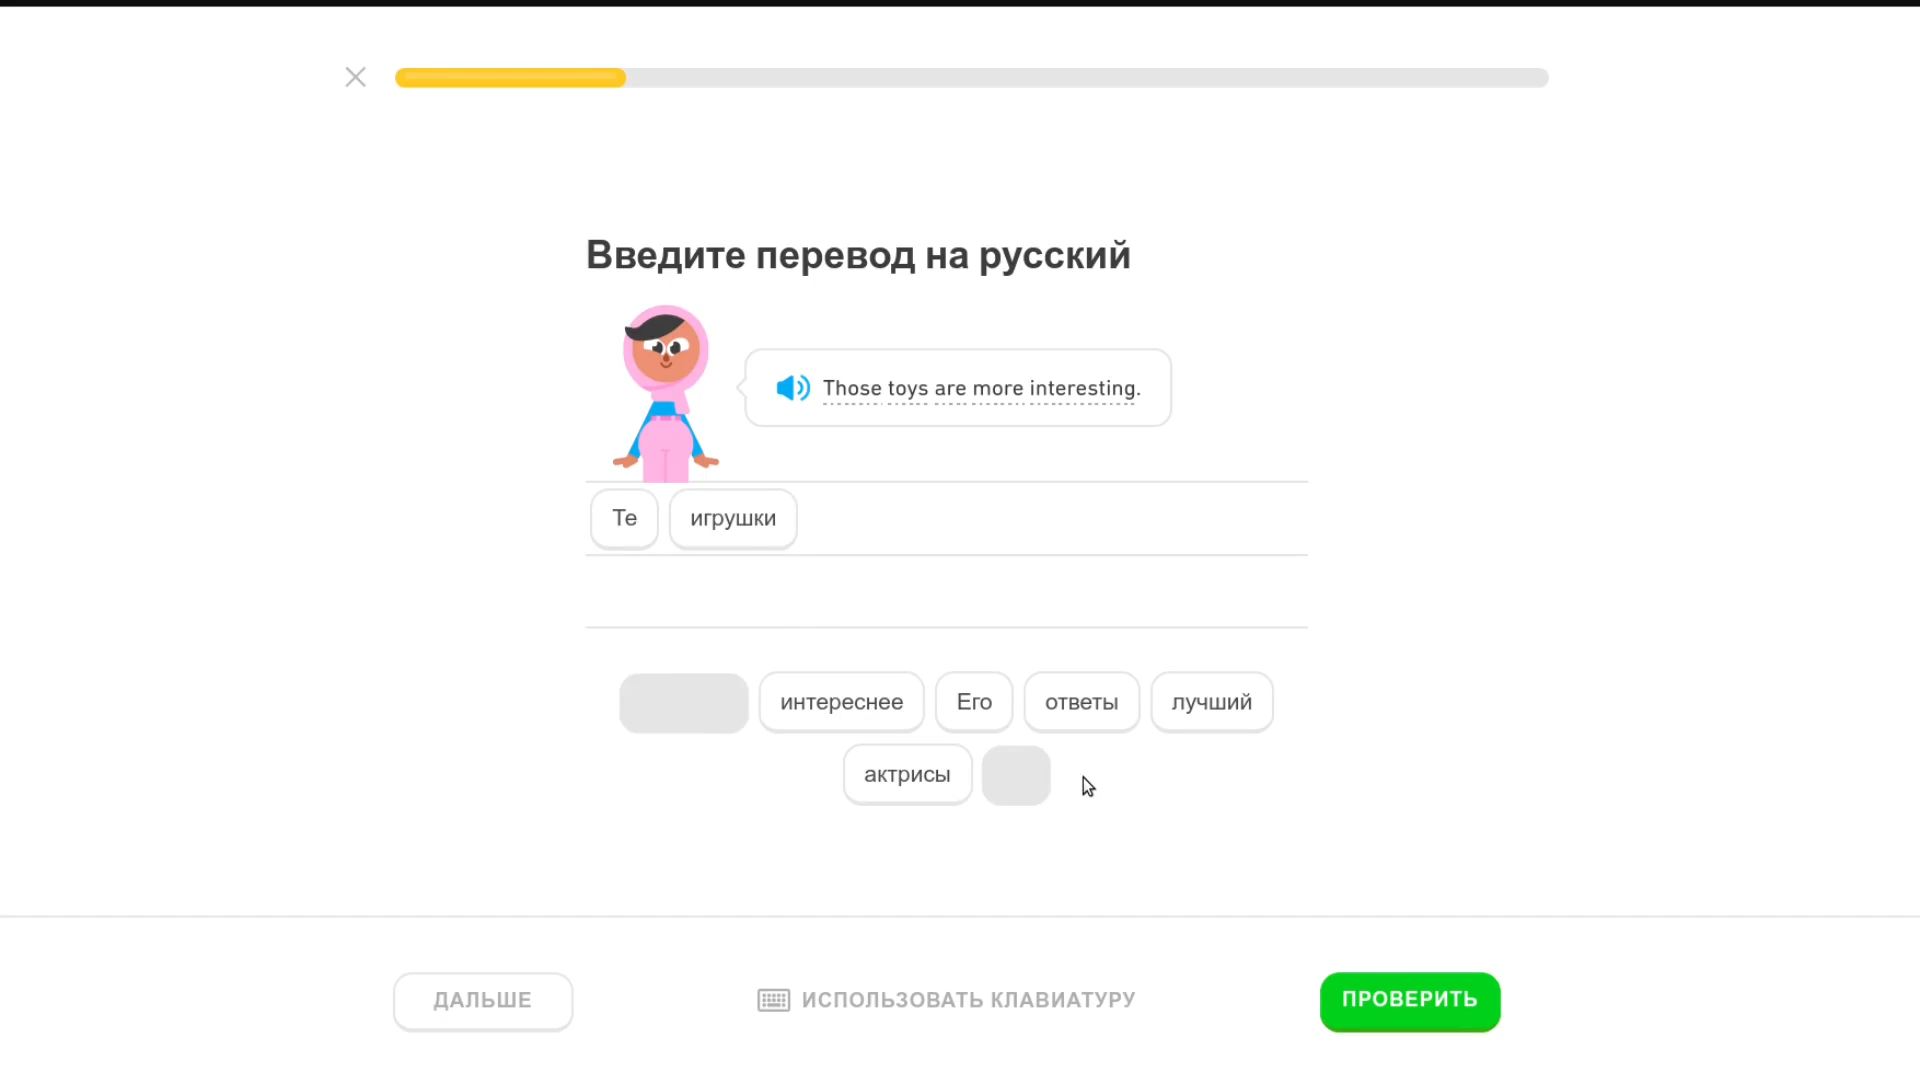 Введите перевод на русский
Those toys are more interesting.
Те игрушки
интереснее Его ответы лучший
актрисы
ДАЛЬШЕ ИСПОЛЬЗОВАТЬ КЛАВИАТУРУ ПРОВЕРИТЬ